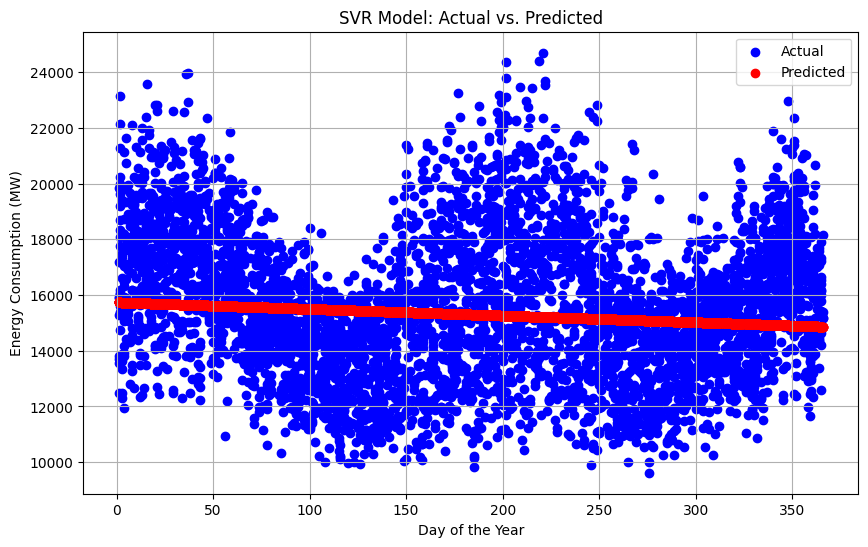 SVR Model: Actual vs. Predicted
Actual
Predicted
Energy Consumption (MW)
24000
22000
20000
18000
16000
14000
12000
10000
0 50 100 150 200 250 300 350
Day of the Year